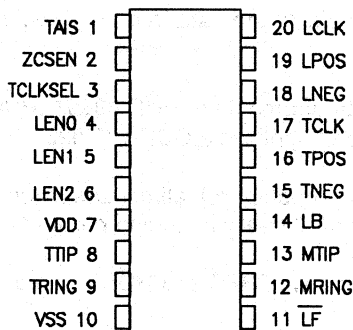 TAIS 1 20 LCLK
ZCSEN 2 19 LPOS
TCLKSEL 3 18 LNEG
LEN0 4 17 TCLK
LEN1 5 16 TPOS
LEN2 6 15 TNEG
VDD 7 14 LB
TTIP 8 13 MTIP
TRING 9 12 MRING
VSS 10 11 L̅F̅